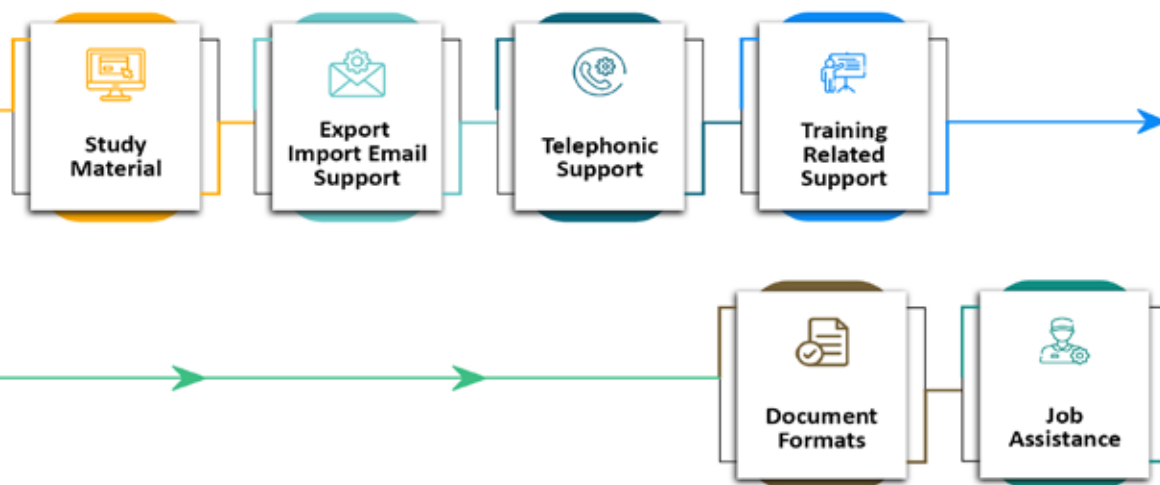 Study
Material
Export
Import Email
Support
Telephonic
Support
Training
Related
Support
Document
Formats
Job
Assistance